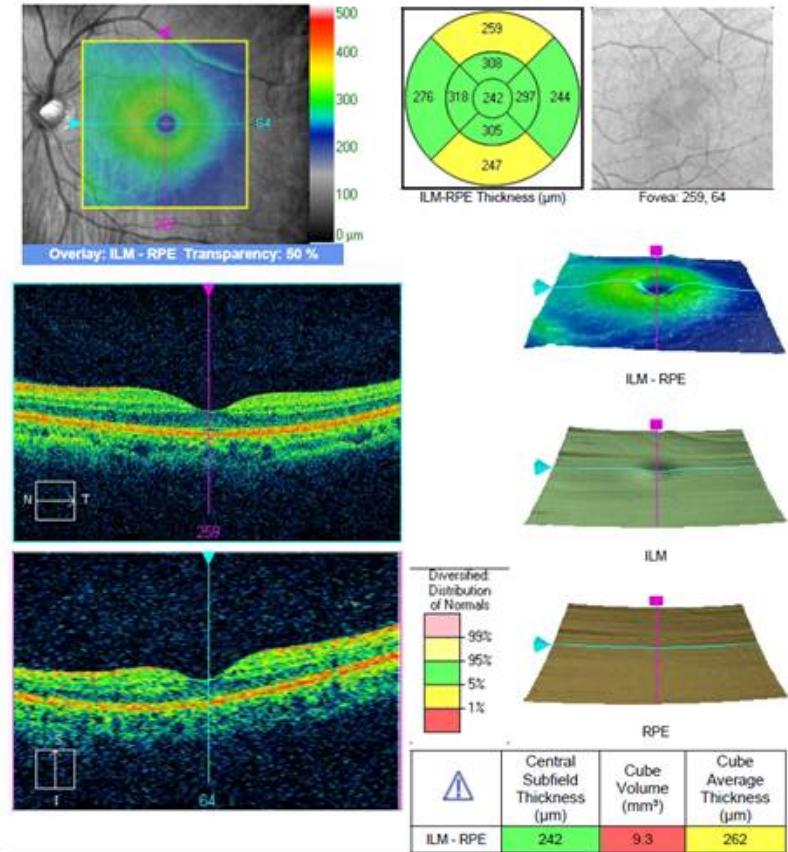 500
400
300
200
100
0 µm
64
259
Overlay: ILM - RPE Transparency: 50 %
259
308
276 318 242 297 244
305
247
ILM-RPE Thickness (µm)
Fovea: 259, 64
ILM - RPE
N T
259
ILM
Diversified:
Distribution
of Normals
99%
95%
5%
1%
S
I
64
RPE
Central Subfield Thickness (µm)
Cube Volume (mm³)
Cube Average Thickness (µm)
ILM - RPE 242 9.3 262